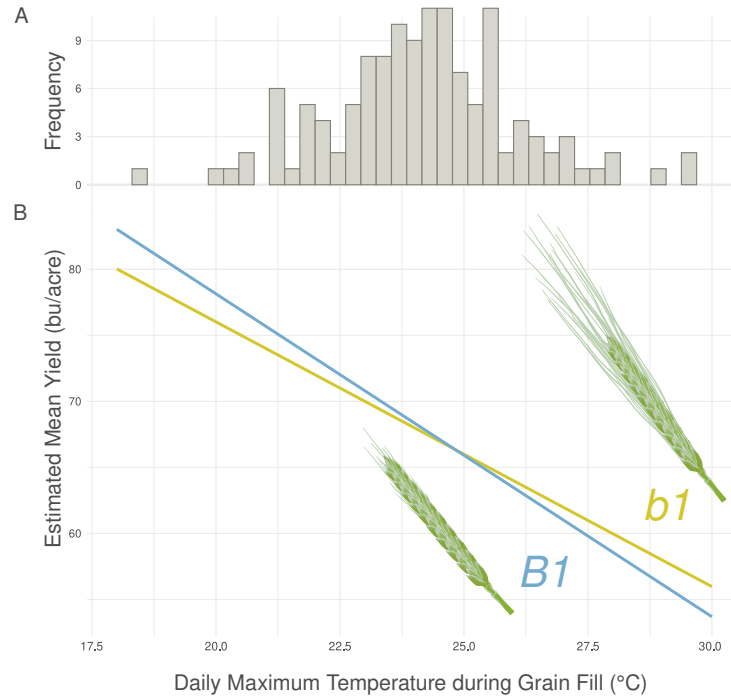 A
Frequency
9
6
3
0
B
Estimated Mean Yield (bu/acre)
80
70
60
b1
B1
17.5 20.0 22.5 25.0 27.5 30.0
Daily Maximum Temperature during Grain Fill (°C)